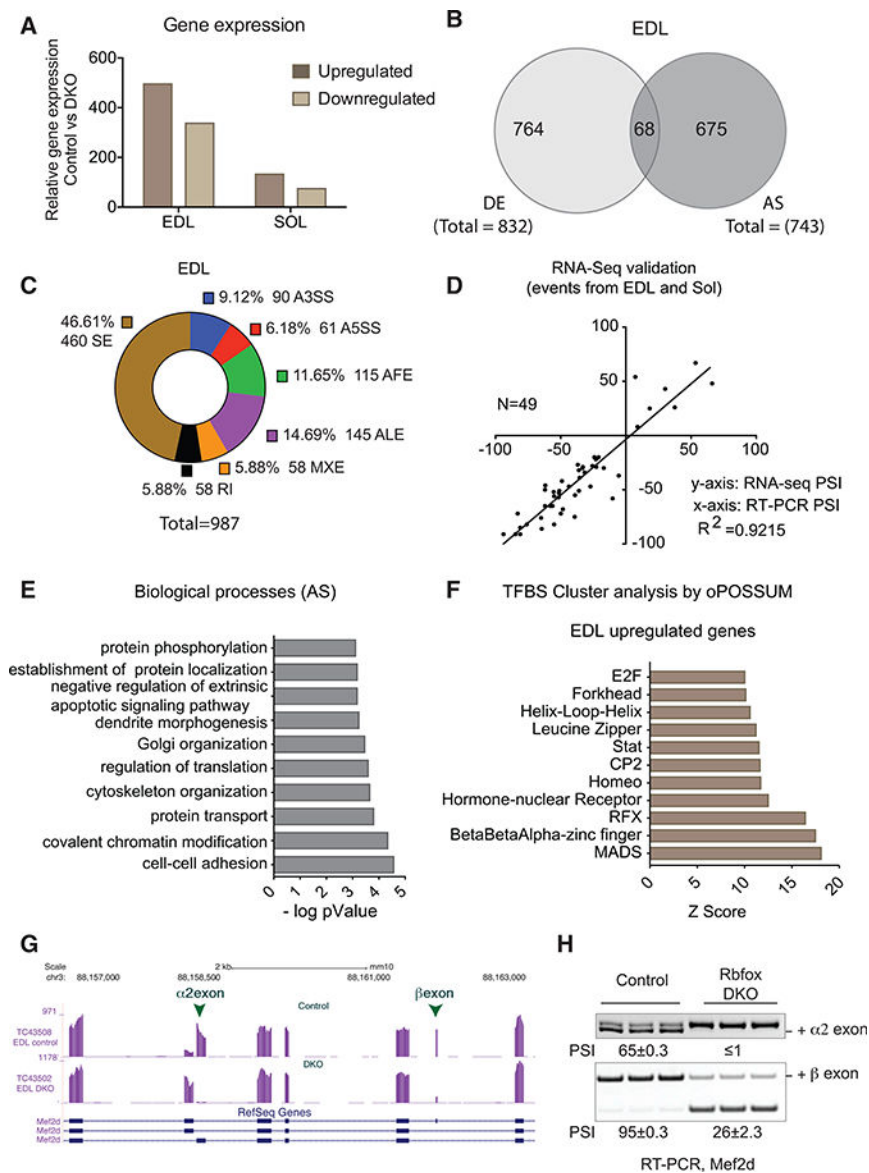 A
Gene expression
Relative gene expression
Control vs DKO
600
400
200
0
EDL
SOL
Upregulated
Downregulated
B
EDL
764
68
675
DE
(Total = 832)
AS
Total = (743)
C
EDL
9.12% 90 A3SS
6.18% 61 A5SS
11.65% 115 AFE
14.69% 145 ALE
5.88% 58 MXE
5.88% 58 RI
46.61%
460 SE
Total=987
D
RNA-Seq validation
(events from EDL and Sol)
100
50
-100
-50
50
100
-50
-100
N=49
y-axis: RNA-seq PSI
x-axis: RT-PCR PSI
R2 =0.9215
E
Biological processes (AS)
protein phosphorylation
establishment of protein localization
negative regulation of extrinsic
apoptotic signaling pathway
dendrite morphogenesis
Golgi organization
regulation of translation
cytoskeleton organization
protein transport
covalent chromatin modification
cell-cell adhesion
0 1 2 3 4 5
- log pValue
F
TFBS Cluster analysis by oPOSSUM
EDL upregulated genes
E2F
Forkhead
Helix-Loop-Helix
Leucine Zipper
Stat
CP2
Homeo
Hormone-nuclear Receptor
RFX
BetaBetaAlpha-zinc finger
MADS
0 5 10 15 20
Z Score
G
Scale
2 kb
mm10
chr3:
88,157,000
88,158,500
88,161,000
88,163,000
α2exon
Control
βexon
971
TC43508
EDL control
1178
DKO
TC43502
EDL DKO
RefSeq Genes
Mef2d
Mef2d
Mef2d
H
Control
Rbfox
DKO
+ α2 exon
PSI 65±0.3 ≤1
+ β exon
PSI 95±0.3 26±2.3
RT-PCR, Mef2d